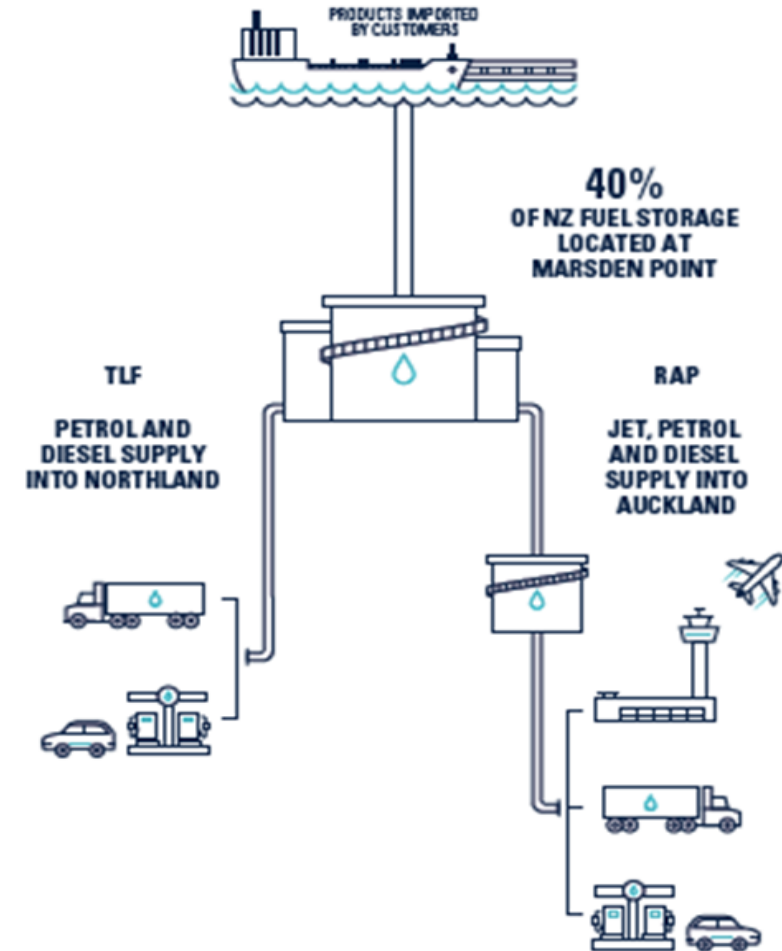 PRODUCTS IMPORTED
BY CUSTOMERS
40%
OF NZ FUEL STORAGE
LOCATED AT
MARSDEN POINT
TLF
PETROL AND
DIESEL SUPPLY
INTO NORTHLAND
RAP
JET, PETROL
AND DIESEL
SUPPLY INTO
AUCKLAND